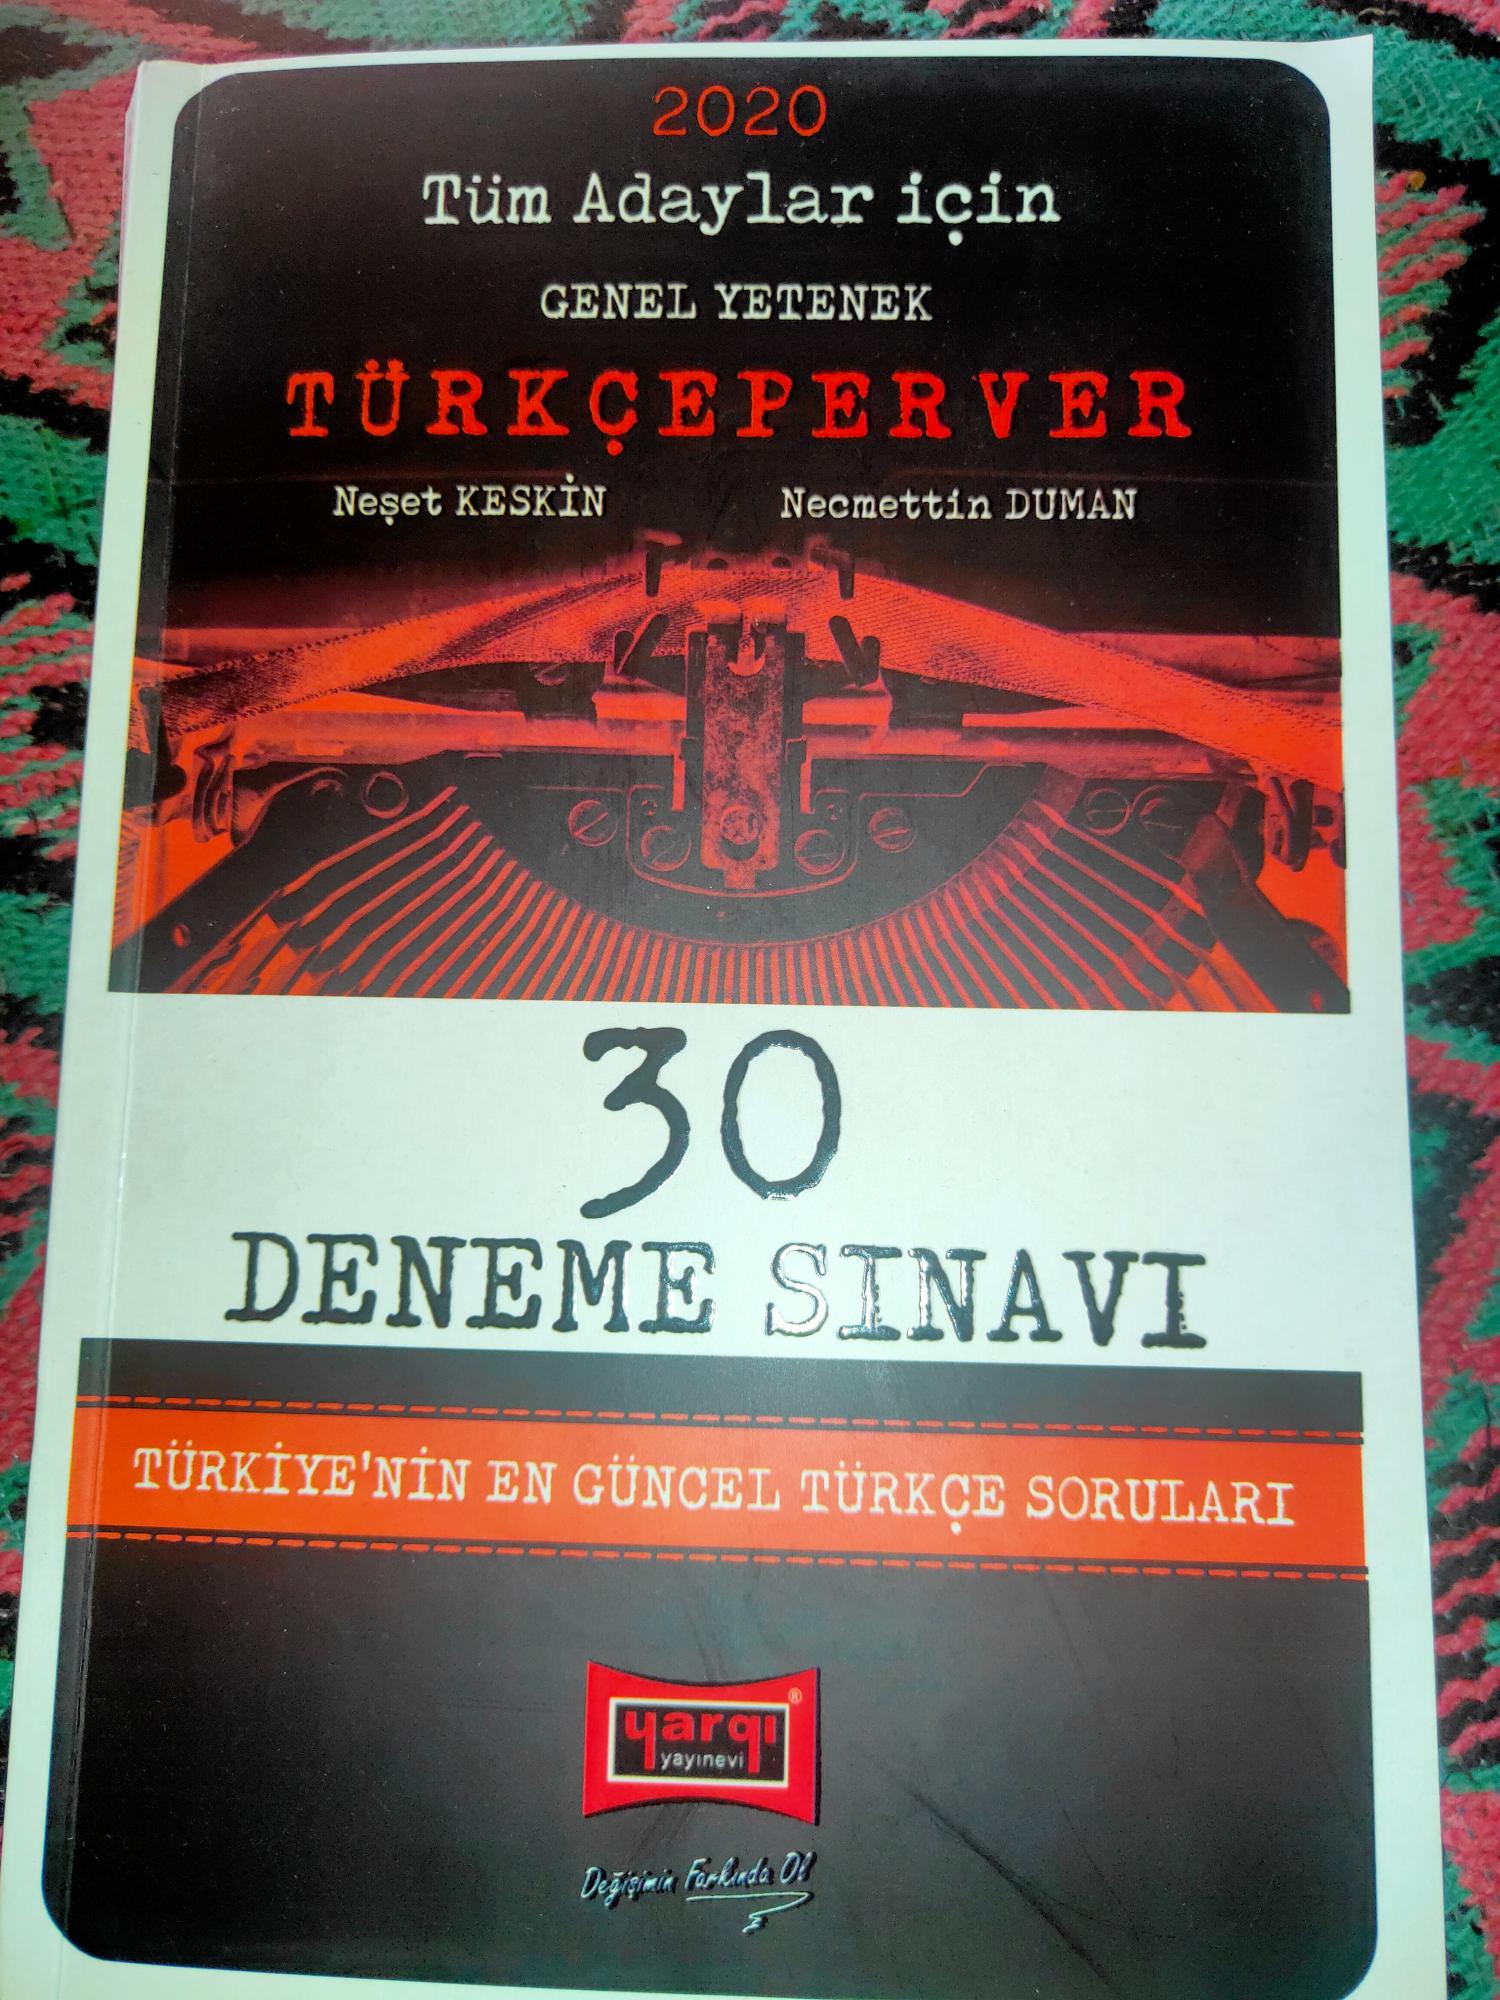 2020
Tüm Adaylar için
GENEL YETENEK
TÜRKÇEPERVER
Neşet KESKİN Necmettin DUMAN
30
DENEME SINAVI
TÜRKİYE'NİN EN GÜNCEL TÜRKÇE SORULARI
yargı ®
yayınevi
Değişimin Farkında Ol